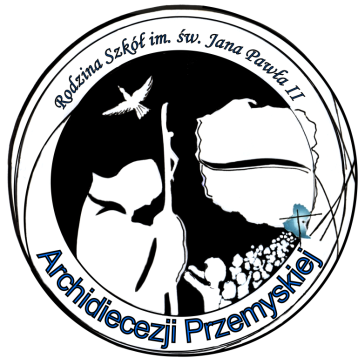 Rodzina Szkół im. św. Jana Pawła II
Archidiecezji Przemyskiej